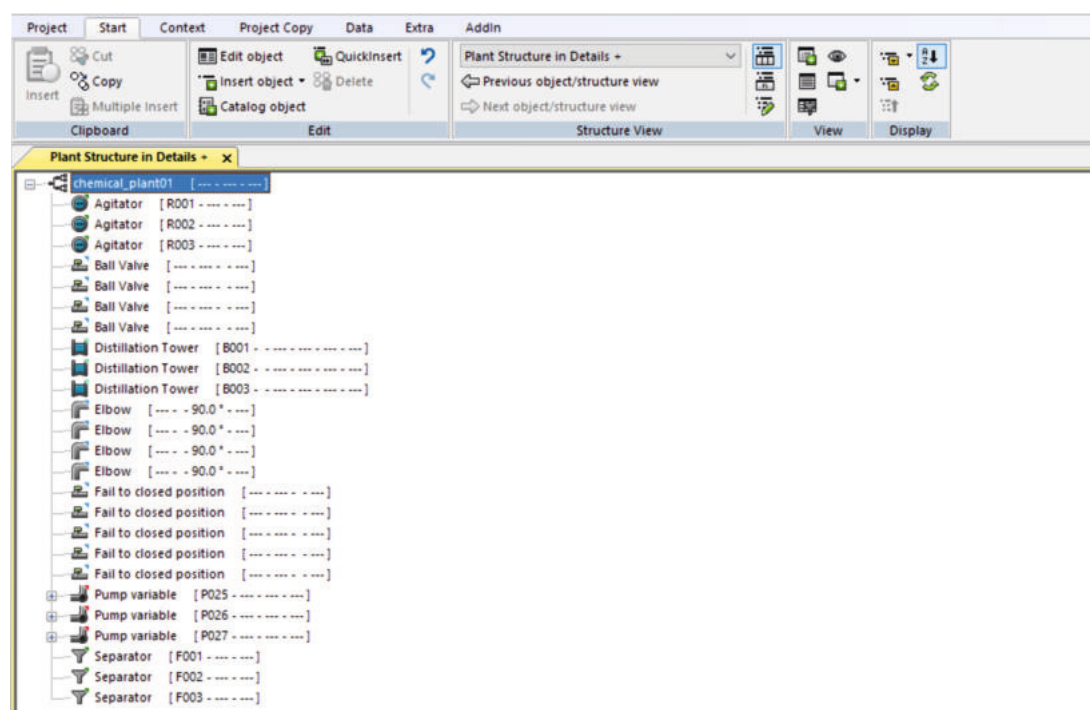 Project Start Context Project Copy Data Extra AddIn
Insert
Cut
Copy
Multiple Insert
Clipboard
Edit object QuickInsert
Insert object Delete
Catalog object
Edit
Plant Structure in Details +
Previous object/structure view
Next object/structure view
Structure View
View
Display
Plant Structure in Details + x
chemical_plant01 [ --- - --- - --- ]
Agitator [ R001 - --- - --- ]
Agitator [ R002 - --- - --- ]
Agitator [ R003 - --- - --- ]
Ball Valve [ --- - --- - - --- ]
Ball Valve [ --- - --- - - --- ]
Ball Valve [ --- - --- - - --- ]
Ball Valve [ --- - --- - - --- ]
Distillation Tower [ B001 - - --- - --- - --- - --- ]
Distillation Tower [ B002 - - --- - --- - --- - --- ]
Distillation Tower [ B003 - - --- - --- - --- - --- ]
Elbow [ --- - - 90.0 ° - --- ]
Elbow [ --- - - 90.0 ° - --- ]
Elbow [ --- - - 90.0 ° - --- ]
Elbow [ --- - - 90.0 ° - --- ]
Fail to closed position [ --- - --- - - --- ]
Fail to closed position [ --- - --- - - --- ]
Fail to closed position [ --- - --- - - --- ]
Fail to closed position [ --- - --- - - --- ]
Fail to closed position [ --- - --- - - --- ]
Pump variable [ P025 - --- - --- - --- ]
Pump variable [ P026 - --- - --- - --- ]
Pump variable [ P027 - --- - --- - --- ]
Separator [ F001 - --- - --- ]
Separator [ F002 - --- - --- ]
Separator [ F003 - --- - --- ]